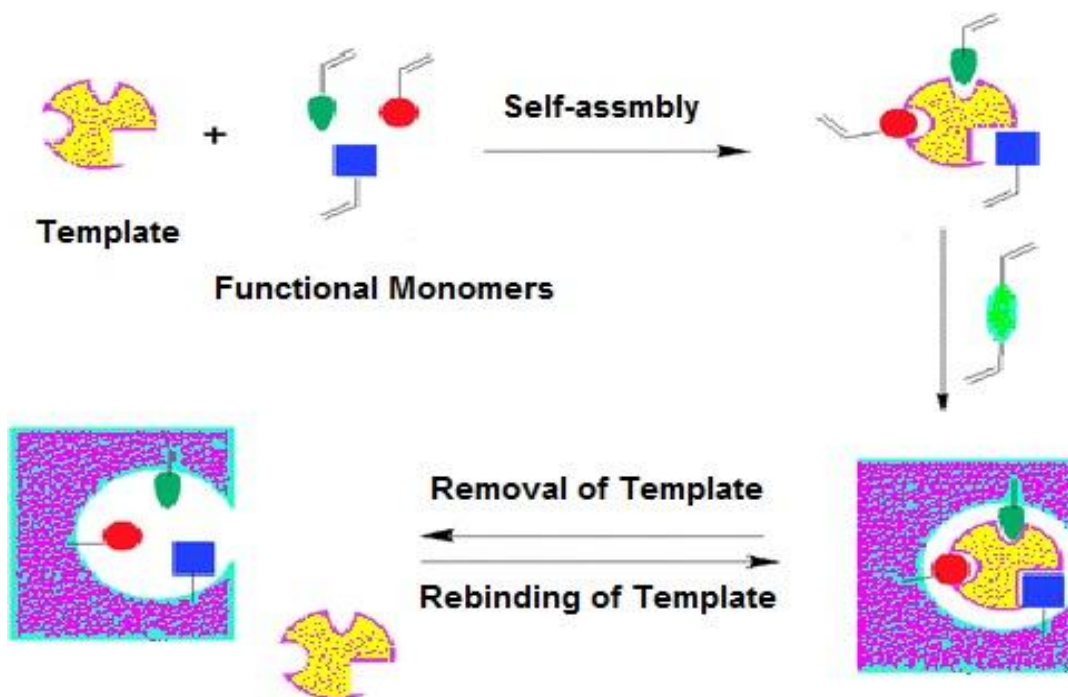 +
Self-assmbly
Template
Functional Monomers
Removal of Template
Rebinding of Template